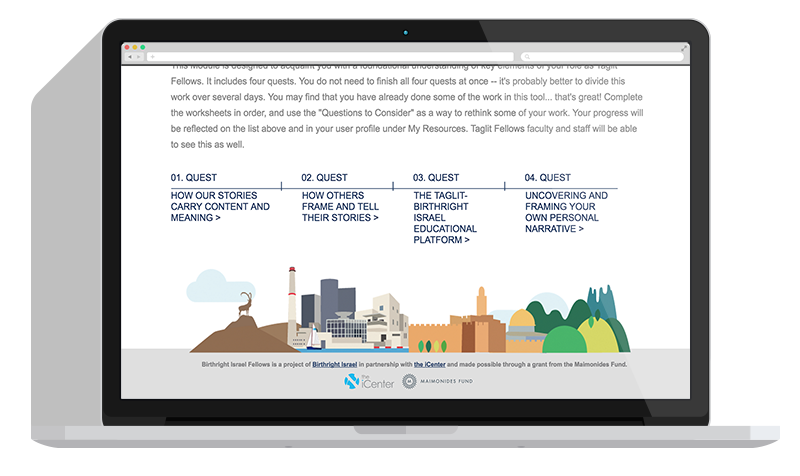 This Module is designed to acquaint you with a foundational understanding of key elements of your role as Taglit
Fellows. It includes four quests. You do not need to finish all four quests at once -- it's probably better to divide this
work over several days. You may find that you have already done some of the work in this tool... that's great! Complete
the worksheets in order, and use the "Questions to Consider" as a way to rethink some of your work. Your progress will
be reflected on the list above and in your user profile under My Resources. Taglit Fellows faculty and staff will be able
to see this as well.
01. QUEST
HOW OUR STORIES
CARRY CONTENT AND
MEANING >
02. QUEST
HOW OTHERS
FRAME AND TELL
THEIR STORIES >
03. QUEST
THE TAGLIT-
BIRTHRIGHT
ISRAEL
EDUCATIONAL
PLATFORM >
04. QUEST
UNCOVERING AND
FRAMING YOUR
OWN PERSONAL
NARRATIVE >
Birthright Israel Fellows is a project of Birthright Israel in partnership with the iCenter and made possible through a grant from the Maimonides Fund.
the
iCenter
MAIMONIDES FUND